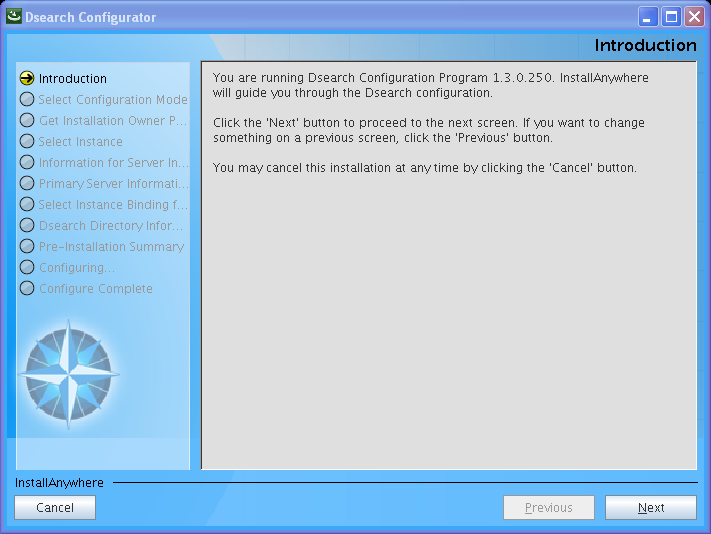 Dsearch Configurator
Introduction
Introduction
Select Configuration Mode
Get Installation Owner P...
Select Instance
Information for Server In...
Primary Server Informati...
Select Instance Binding f...
Dsearch Directory Infor...
Pre-Installation Summary
Configuring...
Configure Complete
You are running Dsearch Configuration Program 1.3.0.250. InstallAnywhere
will guide you through the Dsearch configuration.
Click the 'Next' button to proceed to the next screen. If you want to change
something on a previous screen, click the 'Previous' button.
You may cancel this installation at any time by clicking the 'Cancel' button.
InstallAnywhere
Cancel
Previous
Next